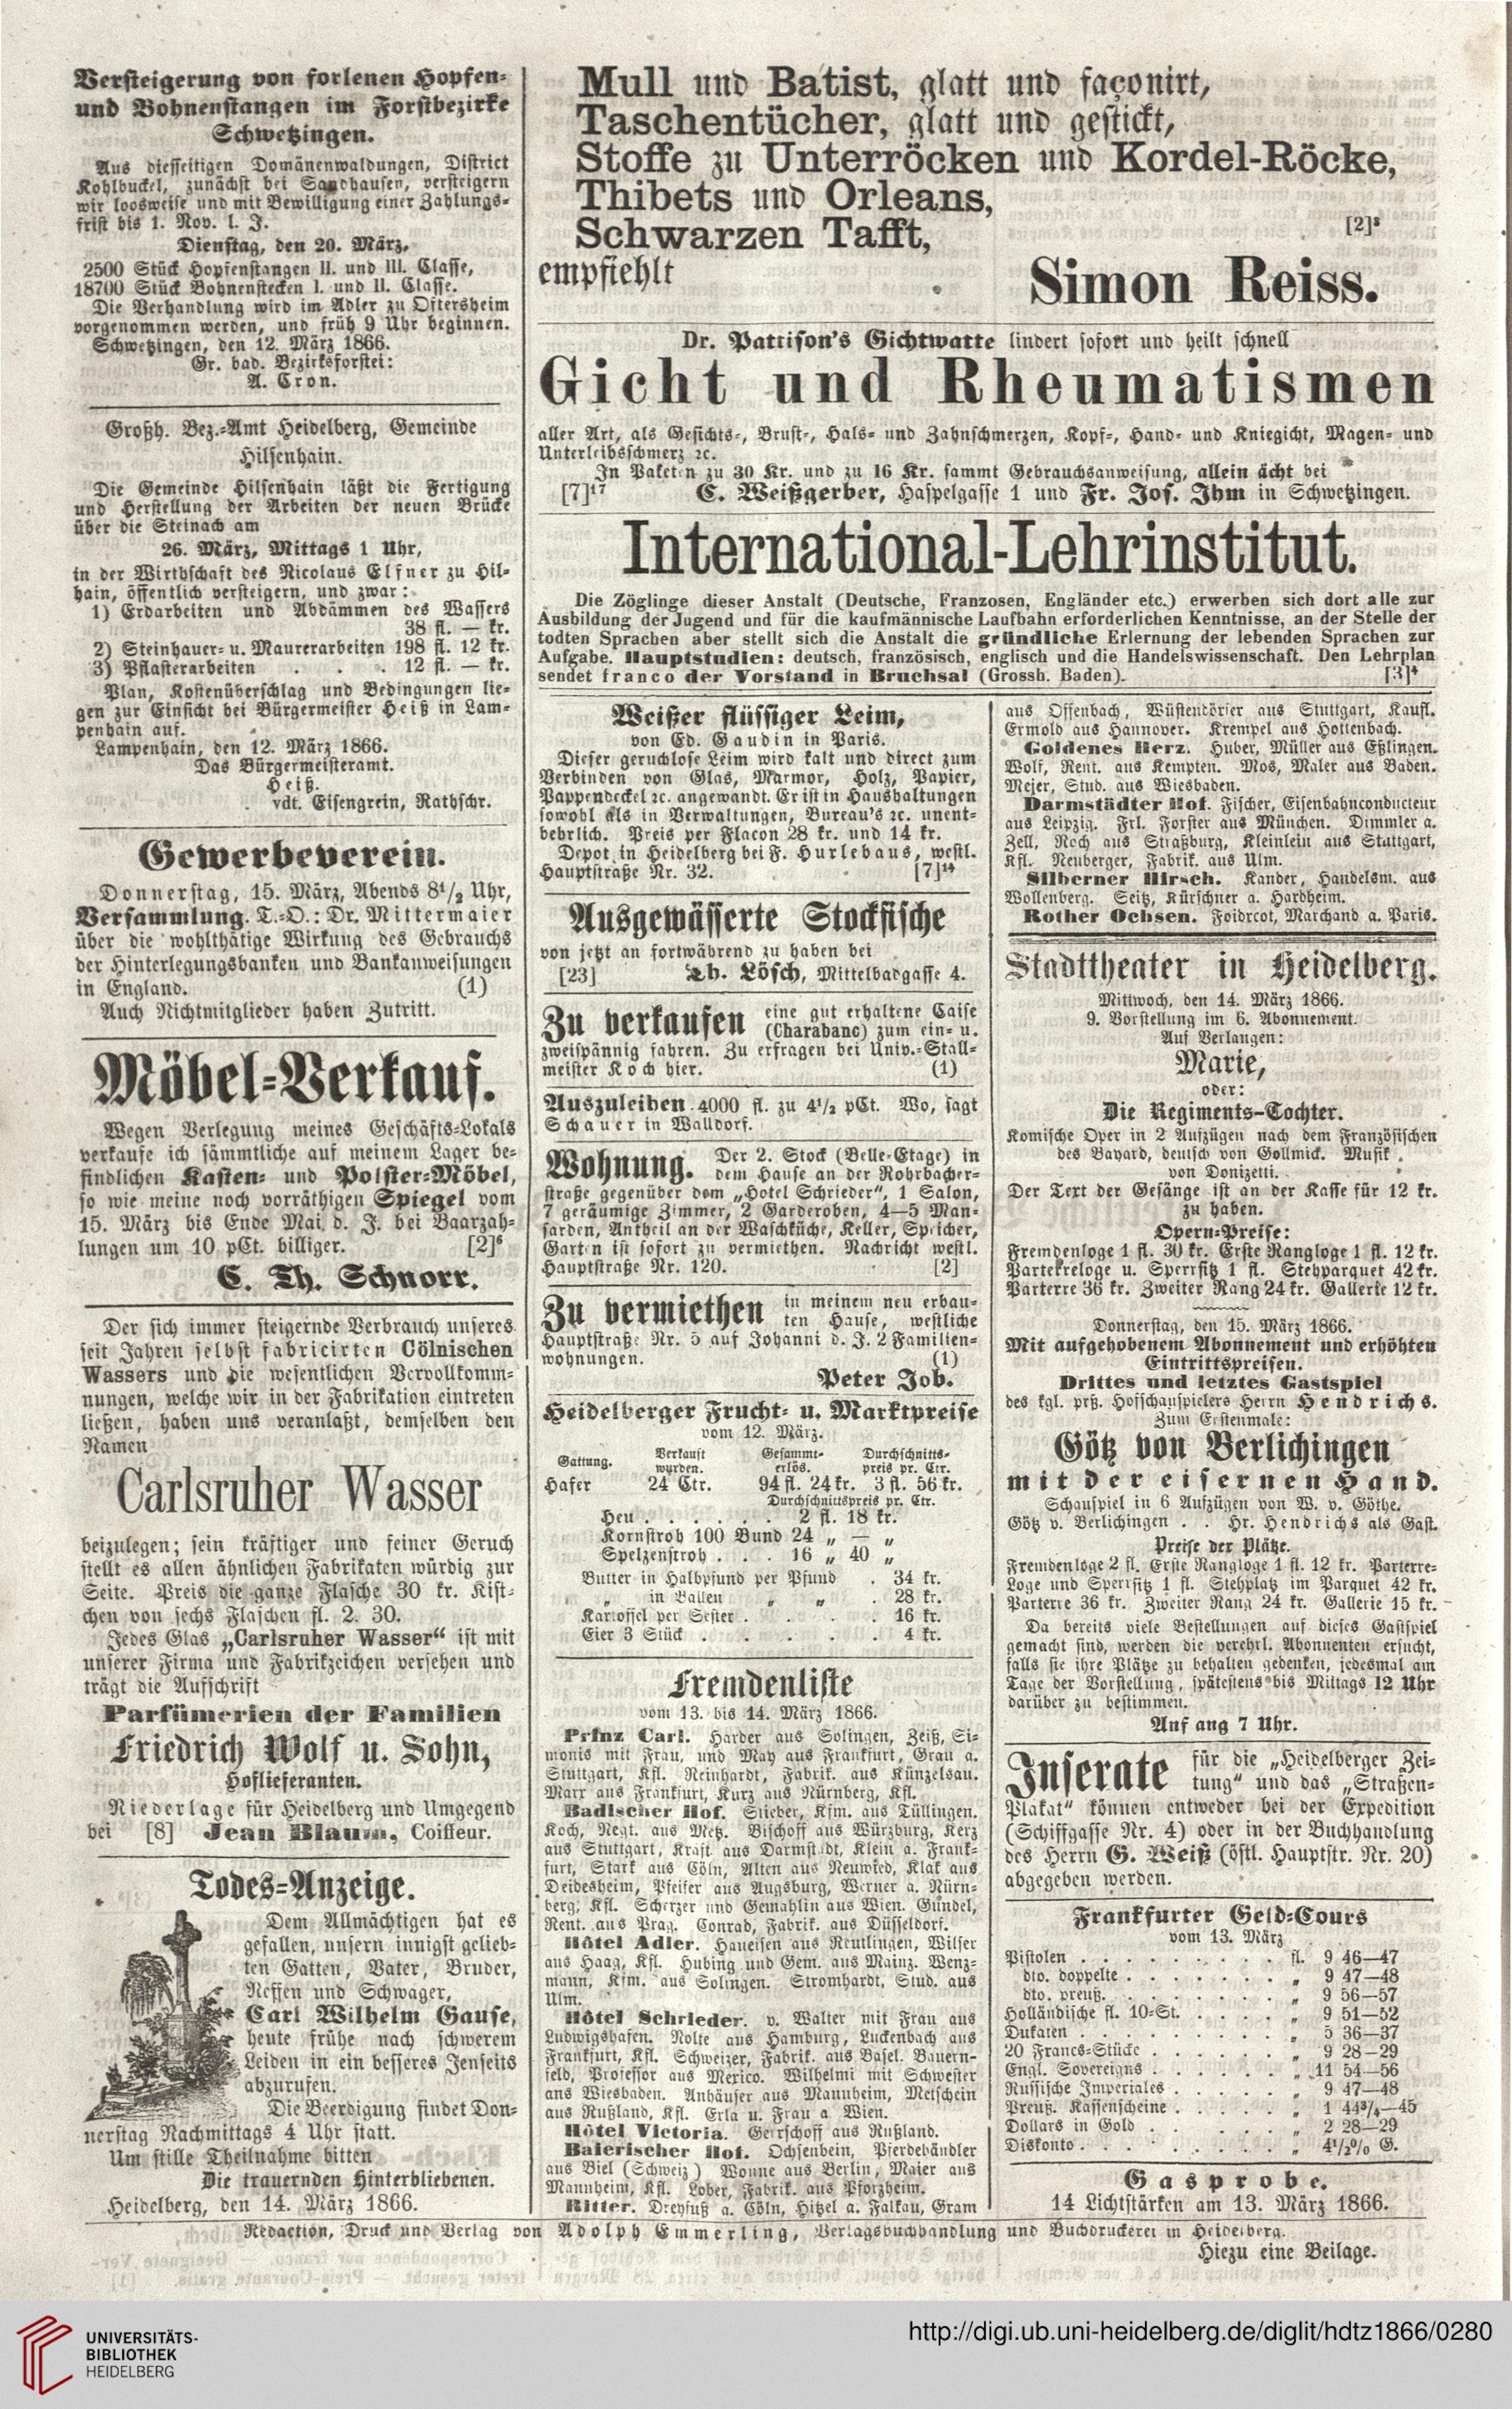 Versteigerung von forlenen Hopfen-
und Bohnenstangen im Forstbezirke
Schwetzingen.
Aus diesseitigen Domänenwaldungen, District
Kohlbuckel, zunächst bei Sandhausen, versteigern
wir loosweise und mit Bewilligung einer Zahlungs-
frist bis 1. Nov. l. J.
Dienstag, den 20. März,
2500 Stück Hopfenstangen II. und III. Classe,
18700 Stück Bohnenstecken I. und II. Classe.
Die Verhandlung wird im Adler zu Oftersheim
vorgenommen werden, und früh 9 Uhr beginnen.
Schwetzingen, den 12. März 1866.
Gr. bad. Bezirksforstei:
A. Cron.
Großh. Bez.-Amt Heidelberg, Gemeinde
Hilsenhain.
Die Gemeinde Hilsenhain läßt die Fertigung
und Herstellung der Arbeiten der neuen Brücke
über die Steinach am
26. März, Mittags 1 Uhr,
in der Wirthschaft des Nicolaus Elfner zu Hil-
hain, öffentlich versteigern, und zwar:
1) Erdarbeiten und Abdämmen des Wassers
38 fl. — kr.
2) Steinhauer- u. Maurerarbeiten 198 fl. 12 kr.
3) Pflasterarbeiten . . . 12 fl. — kr.
Plan, Kostenüberschlag und Bedingungen lie-
gen zur Einsicht bei Bürgermeister Heiß in Lam-
penhain auf.
Lampenhain, den 12. März 1866.
Das Bürgermeisteramt.
Heiß.
vdt. Eisengrein, Rathschr.
Gewerbeverein.
Donnerstag, 15. März, Abends 8½ Uhr,
Versammlung. T.-O.: Dr. Mittermaier
über die wohlthätige Wirkung des Gebrauchs
der Hinterlegungsbanken und Bankanweisungen
in England. (1)
Auch Nichtmitglieder haben Zutritt.
Möbel-Verkauf.
Wegen Verlegung meines Geschäfts-Lokals
verkaufe ich sämmtliche auf meinem Lager be-
findlichen Kasten- und Polster-Möbel,
so wie meine noch vorräthigen Spiegel vom
15. März bis Ende Mai d. J. bei Baarzah-
lungen um 10 pCt. billiger. [2]⁶
C. Th. Schnorr.
Der sich immer steigernde Verbrauch unseres
seit Jahren selbst fabricirten Cölnischen
Wassers und die wesentlichen Vervollkomm-
nungen, welche wir in der Fabrikation eintreten
ließen, haben uns veranlaßt, demselben den
Namen
Carlsruher Wasser
beizulegen; sein kräftiger und feiner Geruch
stellt es allen ähnlichen Fabrikaten würdig zur
Seite. Preis die ganze Flasche 30 kr. Kist-
chen von sechs Flaschen fl. 2. 30.
Jedes Glas „Carlsruher Wasser“ ist mit
unserer Firma und Fabrikzeichen versehen und
trägt die Aufschrift
Parfümerien der Familien
Friedrich Wolf u. Sohn,
Hoflieferanten.
Niederlage für Heidelberg und Umgegend
bei [8] Jean Blaum, Coiffeur.
Todes-Anzeige.
Dem Allmächtigen hat es
gefallen, unsern innigst gelieb-
ten Gatten, Vater, Bruder,
Neffen und Schwager,
Carl Wilhelm Gause,
heute frühe nach schwerem
Leiden in ein besseres Jenseits
abzurufen.
Die Beerdigung findet Don-
nerstag Nachmittags 4 Uhr statt.
Um stille Theilnahme bitten
Die trauernden Hinterbliebenen.
Heidelberg, den 14. März 1866.
Mull und Batist, glatt und façonirt,
Taschentücher, glatt und gestickt,
Stoffe zu Unterröcken und Kordel-Röcke,
Thibets und Orleans,
Schwarzen Tafft, [2]²
empfiehlt Simon Reiss.
Dr. Pattison's Gichtwatte lindert sofort und heilt schnell
Gicht und Rheumatismen
aller Art, als Gesichts-, Brust-, Hals- und Zahnschmerzen, Kopf-, Hand- und Kniegicht, Magen- und
Unterleibsschmerz ꝛc.
In Paketen zu 30 Kr. und zu 16 Kr. sammt Gebrauchsanweisung, allein ächt bei
[7]¹⁷ C. Weißgerber, Haspelgasse 1 und Fr. Jos. Ihm in Schwetzingen.
International-Lehrinstitut.
Die Zöglinge dieser Anstalt (Deutsche, Franzosen, Engländer etc.) erwerben sich dort alle zur
Ausbildung der Jugend und für die kaufmännische Laufbahn erforderlichen Kenntnisse, an der Stelle der
todten Sprachen aber stellt sich die Anstalt die gründliche Erlernung der lebenden Sprachen zur
Aufgabe. Hauptstudien: deutsch, französisch, englisch und die Handelswissenschaft. Den Lehrplan
sendet franco der Vorstand in Bruchsal (Grossh. Baden). [3]⁴
Weißer flüssiger Leim,
von Ed. Gaudin in Paris.
Dieser geruchlose Leim wird kalt und direct zum
Verbinden von Glas, Marmor, Holz, Papier,
Pappendeckel ꝛc. angewandt. Er ist in Haushaltungen
sowohl als in Verwaltungen, Bureau's ꝛc. unent-
behrlich. Preis per Flacon 28 kr. und 14 kr.
Depot in Heidelberg bei F. Hurlebaus, westl.
Hauptstraße Nr. 32. [7]¹⁴
Ausgewässerte Stockfische
von jetzt an fortwährend zu haben bei
[23] Th. Lösch, Mittelbadgasse 4.
Zu verkaufen eine gut erhaltene Caise
(Charabanc) zum ein- u.
zweispännig fahren. Zu erfragen bei Univ.-Stall-
meister Koch hier. (1)
Auszuleihen 4000 fl. zu 4½ pCt. Wo, sagt
Schauer in Walldorf.
Wohnung. Der 2. Stock (Belle-Etage) in
dem Hause an der Rohrbacher-
straße gegenüber dem „Hotel Schrieder“, 1 Salon,
7 geräumige Zimmer, 2 Garderoben, 4—5 Man-
sarden, Antheil an der Waschküche, Keller, Speicher,
Garten ist sofort zu vermiethen. Nachricht westl.
Hauptstraße Nr. 120. [2]
Zu vermiethen in meinem neu erbau-
ten Hause, westliche
Hauptstraße Nr. 5 auf Johanni d. J. 2 Familien-
wohnungen. (1)
Peter Job.
Heidelberger Frucht- u. Marktpreise
vom 12. März.
Gattung. Verkauft wurden. Gesammt-erlös. Durchschnitts-preis pr. Ctr.
Hafer 24 Ctr. 94 fl. 24 kr. 3 fl. 56 kr.
Durchschnittspreis pr. Ctr.
Heu . . . . . . 2 fl. 18 kr.
Kornstroh 100 Bund 24 „ — „
Spelzenstroh . . . 16 „ 40 „
Butter in Halbpfund per Pfund . 34 kr.
„ in Ballen „ „ . 28 kr.
Kartoffel per Sester . . . . 16 kr.
Eier 3 Stück . . . . . 4 kr.
Fremdenliste
vom 13. bis 14. März 1866.
Prinz Carl. Harder aus Solingen, Zeiß, Si-
monis mit Frau, und May aus Frankfurt, Grau a.
Stuttgart, Kfl. Reinhardt, Fabrik. aus Künzelsau.
Marx aus Frankfurt, Kurz aus Nürnberg, Kfl.
Badischer Hof. Stieber, Kfm. aus Tüllingen.
Koch, Negt. aus Metz. Bischoff aus Würzburg, Kerz
aus Stuttgart, Kraft aus Darmstadt, Klein a. Frank-
furt, Stark aus Cöln, Alten aus Neuwied, Klak aus
Deidesheim, Pfeifer aus Augsburg, Werner a. Nürn-
berg, Kfl. Scherzer und Gemahlin aus Wien. Gündel,
Rent. aus Prag. Conrad, Fabrik. aus Düsseldorf.
Hôtel Adler. Haueisen aus Reutlingen, Wilser
aus Haag, Kfl. Hubing und Gem. aus Mainz. Wenz-
mann, Kfm. aus Solingen. Stromhardt, Stud. aus
Ulm.
Hôtel Schrieder. v. Walter mit Frau aus
Ludwigshafen. Nolte aus Hamburg, Luckenbach aus
Frankfurt, Kfl. Schweizer, Fabrik. aus Basel. Bauern-
feld, Professor aus Mexico. Wilhelmi mit Schwester
aus Wiesbaden. Anhäuser aus Mannheim, Metschein
aus Rußland, Kfl. Erla u. Frau a. Wien.
Hôtel Victoria. Gerrschoff aus Rußland.
Baierischer Hof. Ochsenbein, Pferdehändler
aus Biel (Schweiz) Wonne aus Berlin, Maier aus
Mannheim, Kfl. Lober, Fabrik. aus Pforzheim.
Ritter. Dreyfuß a. Cöln, Hitzel a. Falkau, Gram
aus Offenbach, Wüstendörfer aus Stuttgart, Kaufl.
Ermold aus Hannover. Krempel aus Hottenbach.
Goldenes Herz. Huber, Müller aus Eßlingen.
Wolf, Rent. aus Kempten. Mos, Maler aus Baden.
Mejer, Stud. aus Wiesbaden.
Darmstädter Hof. Fischer, Eisenbahnconducteur
aus Leipzig. Frl. Forster aus München. Dimmler a.
Zell, Noch aus Straßburg, Kleinlein aus Stuttgart,
Kfl. Neuberger, Fabrik. aus Ulm.
Silberner Hirsch. Kander, Handelsm. aus
Wollenberg. Seitz, Kürschner a. Hardheim.
Rother Ochsen. Foidrcot, Marchand a. Paris.
Stadttheater in Heidelberg.
Mittwoch, den 14. März 1866.
9. Vorstellung im 6. Abonnement.
Auf Verlangen:
Marie,
oder:
Die Regiments-Tochter.
Komische Oper in 2 Aufzügen nach dem Französischen
des Bayard, deutsch von Gollmick. Musik
von Donizetti.
Der Text der Gesänge ist an der Kasse für 12 kr.
zu haben.
Opern-Preise:
Fremdenloge 1 fl. 30 kr. Erste Rangloge 1 fl. 12 kr.
Parterreloge u. Sperrsitz 1 fl. Stehparquet 42 kr.
Parterre 36 kr. Zweiter Rang 24 kr. Gallerie 12 kr.
Donnerstag, den 15. März 1866.
Mit aufgehobenem Abonnement und erhöhten
Eintrittspreisen.
Drittes und letztes Gastspiel
des kgl. prß. Hofschauspielers Herrn Hendrichs.
Zum Erstenmale:
Götz von Berlichingen
mit der eisernen Hand.
Schauspiel in 6 Aufzügen von W. v. Göthe.
Götz v. Berlichingen . . Hr. Hendrichs als Gast.
Preise der Plätze.
Fremdenloge 2 fl. Erste Rangloge 1 fl. 12 kr. Parterre-
Loge und Sperrsitz 1 fl. Stehplatz im Parquet 42 kr.
Parterre 36 kr. Zweiter Rang 24 kr. Gallerie 15 kr.
Da bereits viele Bestellungen auf dieses Gastspiel
gemacht sind, werden die verehrl. Abonnenten ersucht,
falls sie ihre Plätze zu behalten gedenken, jedesmal am
Tage der Vorstellung, spätestens bis Mittags 12 Uhr
darüber zu bestimmen.
Anf ang 7 Uhr.
Inserate für die „Heidelberger Zei-
tung“ und das „Straßen-
Plakat“ können entweder bei der Expedition
(Schiffgasse Nr. 4) oder in der Buchhandlung
des Herrn G. Weiß (östl. Hauptstr. Nr. 20)
abgegeben werden.
Frankfurter Geld-Cours
vom 13. März
Pistolen . . . . . . . . fl. 9 46—47
dto. doppelte . . . . . . „ 9 47—48
dto. preuß. . . . . . . „ 9 56—57
Holländische fl. 10-St. . . . . „ 9 51—52
Dukaten . . . . . . . . „ 5 36—37
20 Francs-Stücke . . . . . . „ 9 28—29
Engl. Sovereigns . . . . . . „ 11 54—56
Russische Imperiales . . . . . „ 9 47—48
Preuß. Kassenscheine . . . . . „ 1 44¾—45
Dollars in Gold . . . . . . „ 2 28—29
Diskonto . . . . . . . . „ 4½% G.
Gasprobe.
14 Lichtstärken am 13. März 1866.
Redaction, Druck und Verlag von Adolph Emmerling, Verlagsbuchhandlung und Buchdruckerei in Heidelberg.
Hiezu eine Beilage.
UNIVERSITÄTS-
BIBLIOTHEK
HEIDELBERG
http://digi.ub.uni-heidelberg.de/diglit/hdtz1866/0280